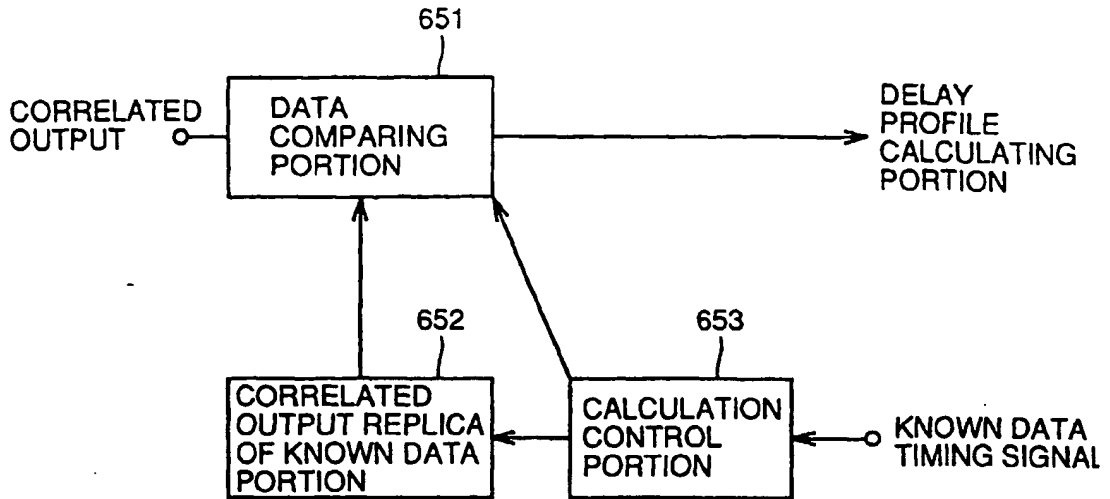 651
CORRELATED
OUTPUT
DATA
COMPARING
PORTION
DELAY
PROFILE
CALCULATING
PORTION
652
653
CORRELATED
OUTPUT REPLICA
OF KNOWN DATA
PORTION
CALCULATION
CONTROL
PORTION
KNOWN DATA
TIMING SIGNAL